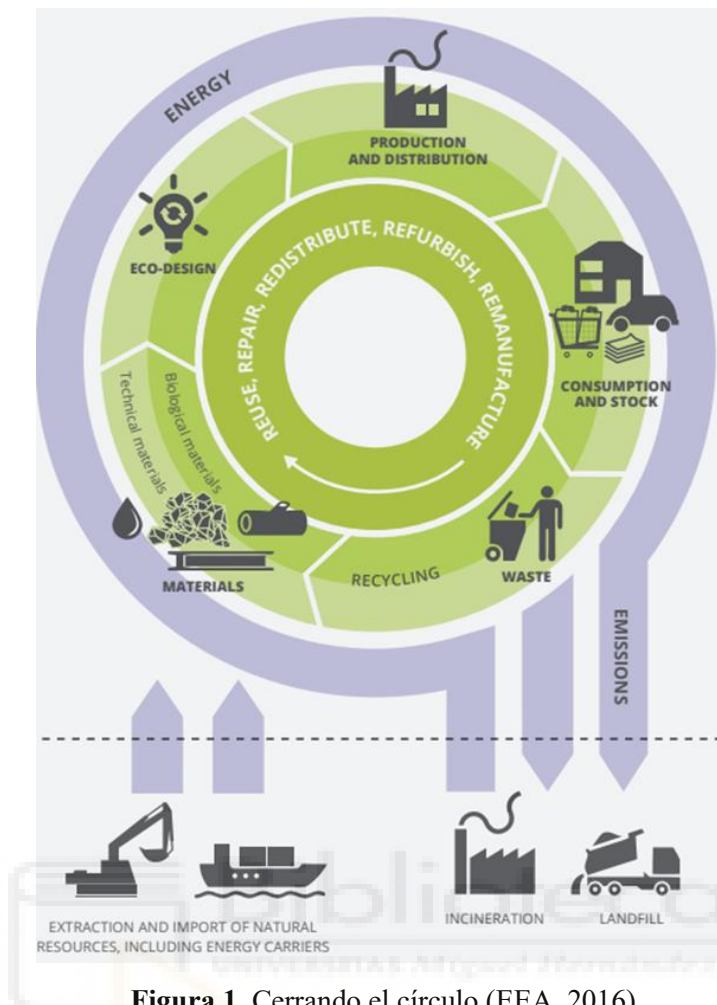 ENERGY
PRODUCTION
AND DISTRIBUTION
ECO-DESIGN
REUSE, REPAIR, REDISTRIBUTE, REFURBISH, REMANUFACTURE
CONSUMPTION
AND STOCK
Technical materials
Biological materials
MATERIALS
RECYCLING
WASTE
EMISSIONS
EXTRACTION AND IMPORT OF NATURAL
RESOURCES, INCLUDING ENERGY CARRIERS
INCINERATION
LANDFILL
Biblioteca
Figura 1. Cerrando el círculo (EEA, 2016)